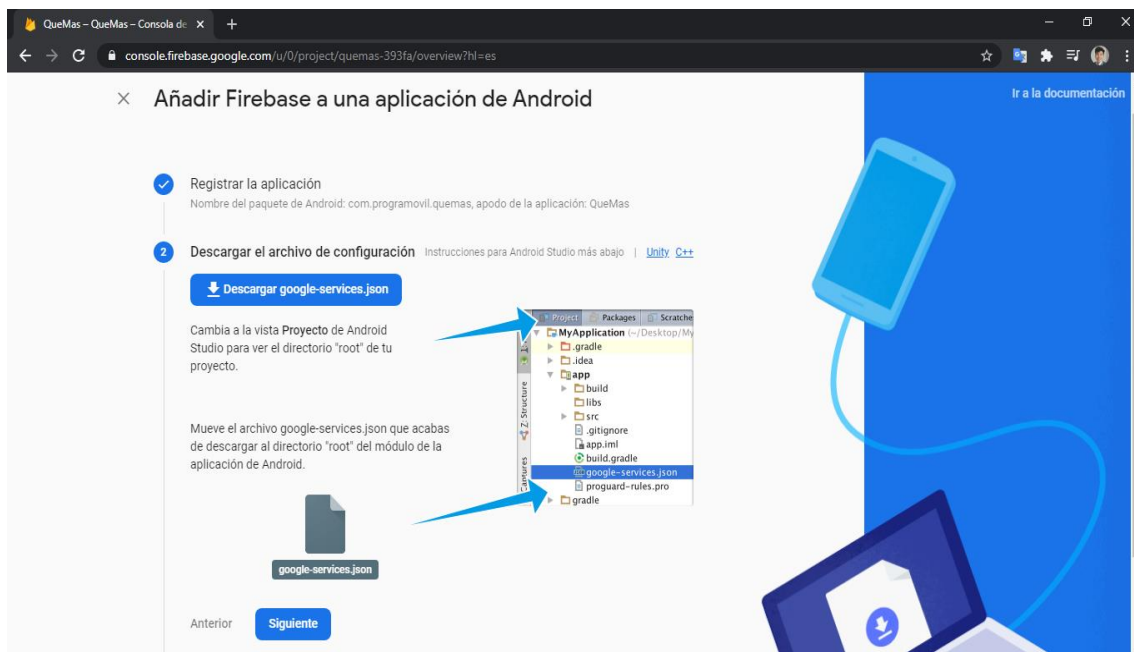 QueMas – QueMas – Consola de
console.firebase.google.com/u/0/project/quemas-393fa/overview?hl=es
Añadir Firebase a una aplicación de Android
Ir a la documentación
Registrar la aplicación
Nombre del paquete de Android: com.programovil.quemas, apodo de la aplicación: QueMas
2 Descargar el archivo de configuración Instrucciones para Android Studio más abajo | Unity C++
Descargar google-services.json
Cambia a la vista Proyecto de Android
Studio para ver el directorio "root" de tu
proyecto.
Mueve el archivo google-services.json que acabas
de descargar al directorio "root" del módulo de la
aplicación de Android.
google-services.json
Project Packages Scratche
MyApplication (~/Desktop/My
.gradle
.idea
app
build
libs
src
.gitignore
app.iml
build.gradle
google-services.json
proguard-rules.pro
gradle
Z: Structure
Captures
Anterior Siguiente